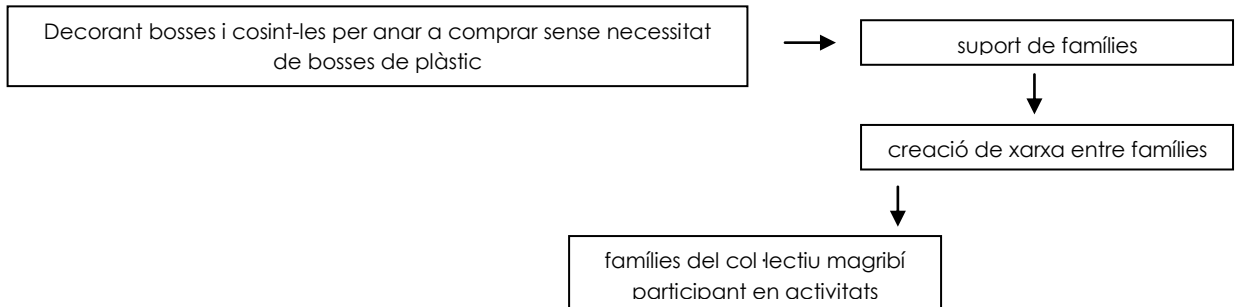 Decorant bosses i cosint-les per anar a comprar sense necessitat
de bosses de plàstic
suport de famílies
creació de xarxa entre famílies
famílies del col·lectiu magribí
participant en activitats